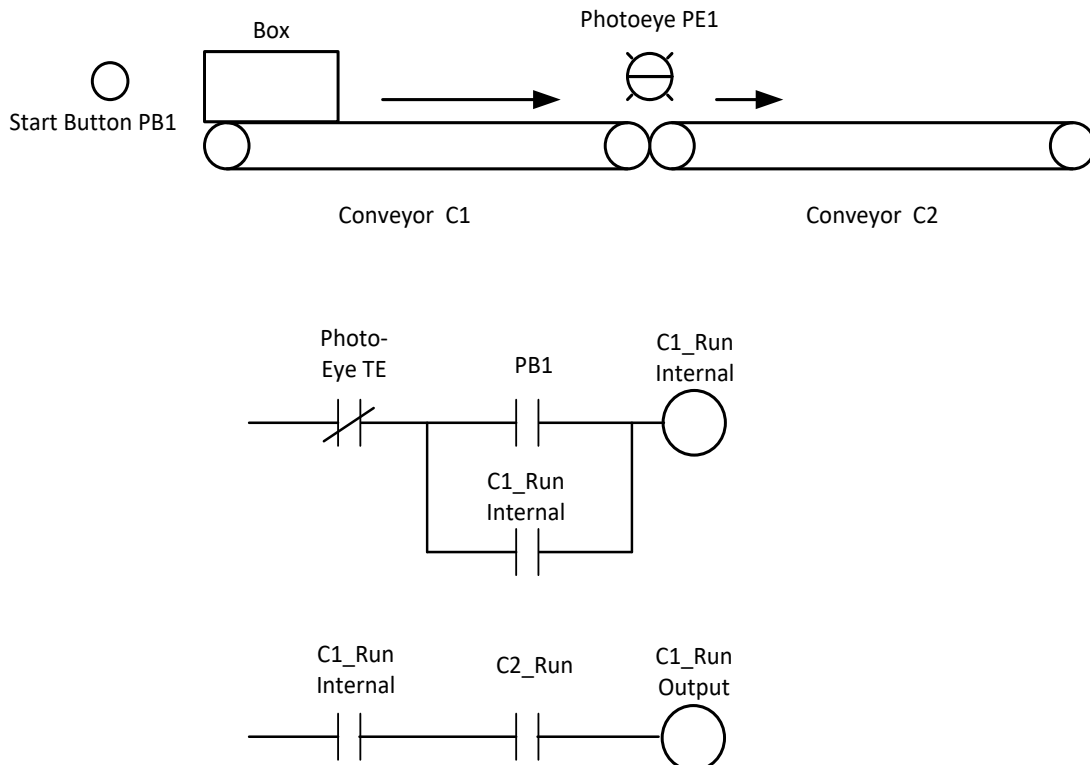 Photoeye PE1
Box
Start Button PB1
Conveyor  C1
Conveyor  C2
Photo-
Eye TE
PB1
C1_Run
Internal
C1_Run
Internal
C1_Run
Internal
C2_Run
C1_Run
Output